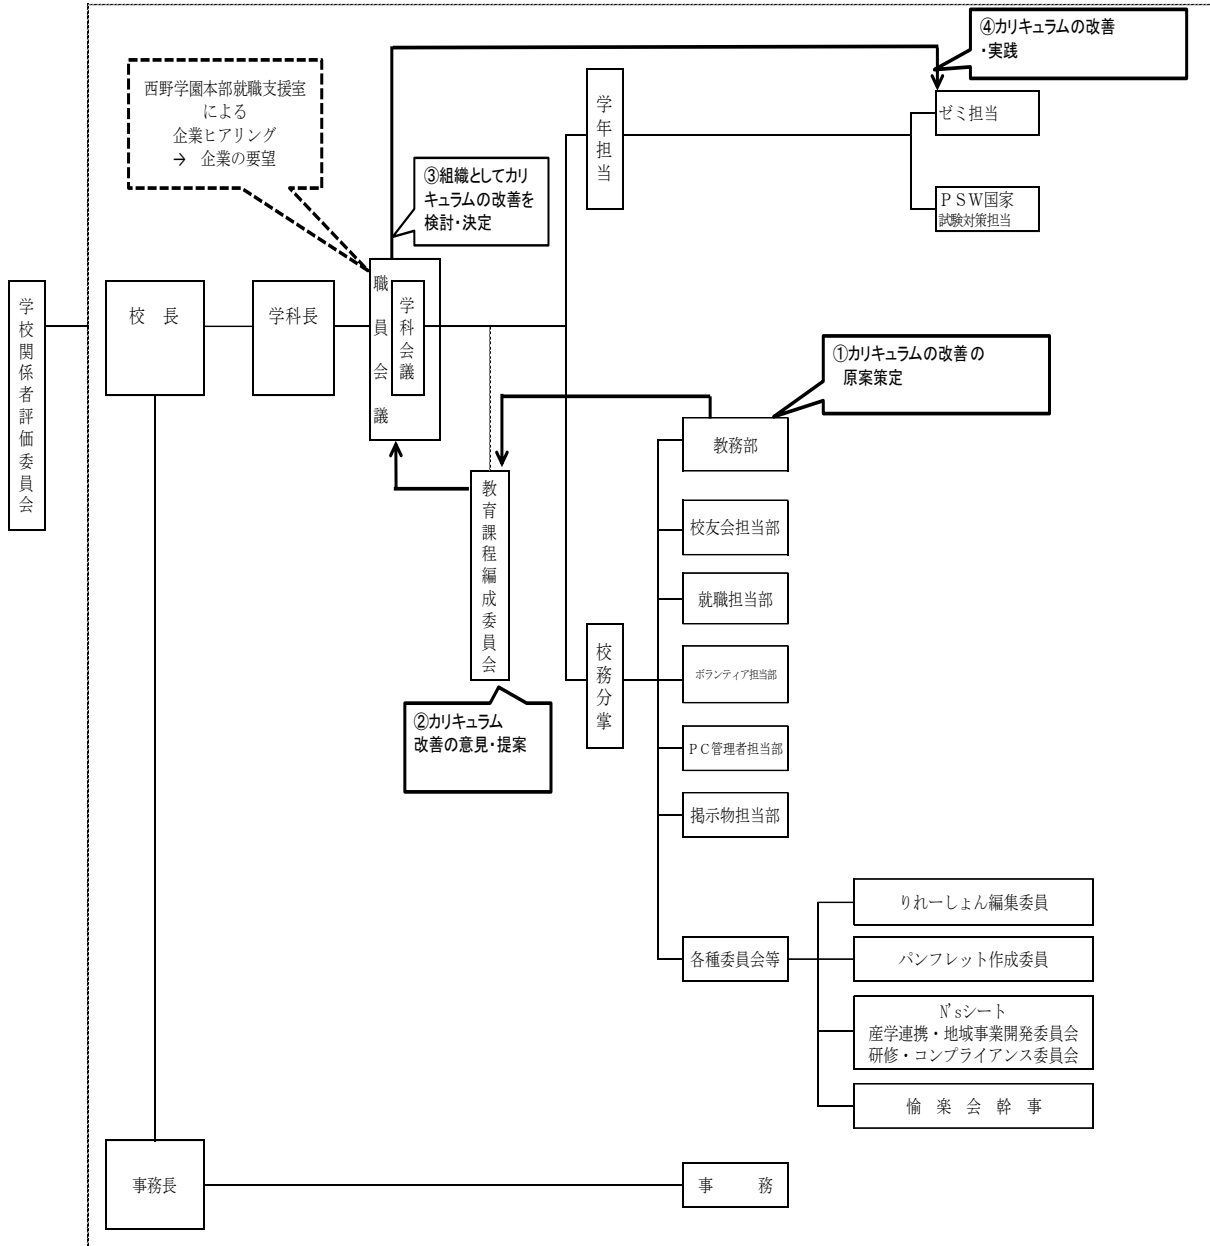 ④カリキュラムの改善
・実践
西野学園本部就職支援室
による
企業ヒアリング
→　企業の要望
学年担当
ゼミ担当
③組織としてカリ
キュラムの改善を
検討・決定
ＰＳＷ国家
試験対策担当
学校関係者評価委員会
校　長
学科長
職員会議
学科会議
①カリキュラムの改善の
原案策定
教務部
教育課程編成委員会
校友会担当部
就職担当部
校務分掌
ボランティア担当部
②カリキュラム
改善の意見・提案
ＰＣ管理者担当部
掲示物担当部
りれーしょん編集委員
各種委員会等
パンフレット作成委員
N'sシート
産学連携・地域事業開発委員会
研修・コンプライアンス委員会
愉　楽　会　幹　事
事務長
事　　務